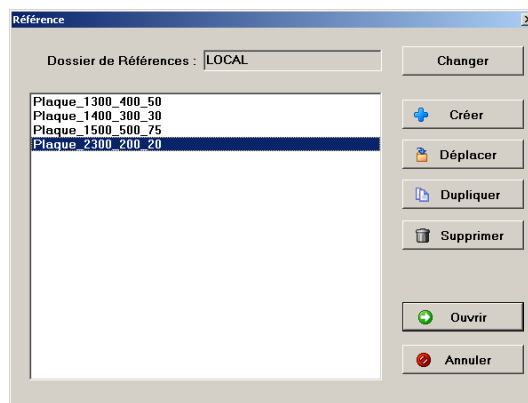 Référence
Dossier de Références : LOCAL
Changer
Plaque_1300_400_50
Plaque_1400_300_30
Plaque_1500_500_75
Plaque_2300_200_20
Créer
Déplacer
Dupliquer
Supprimer
Ouvrir
Annuler